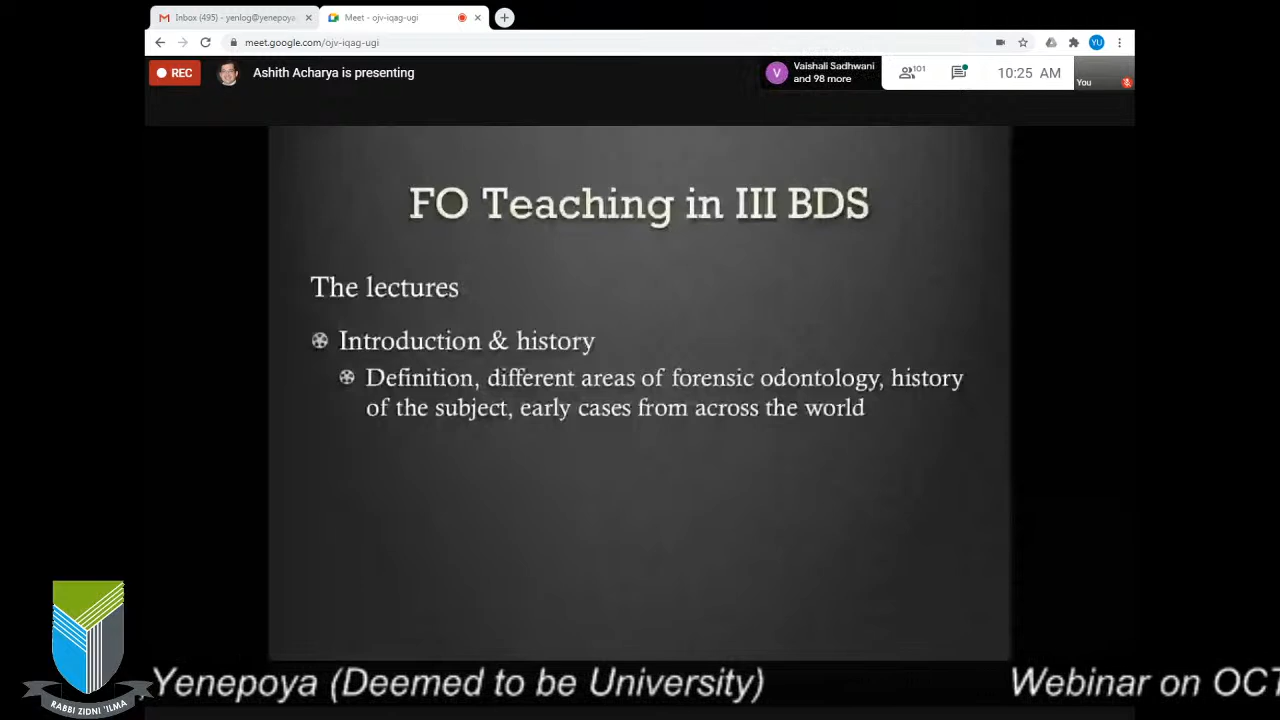 Inbox (495) - yenlog@yenepoya
Meet - ojv-iqag-ugi
meet.google.com/ojv-iqag-ugi
YU
REC
Ashith Acharya is presenting
V
Vaishali Sadhwani
and 98 more
101
10:25 AM
You
FO Teaching in III BDS
The lectures
Introduction & history
Definition, different areas of forensic odontology, history
of the subject, early cases from across the world
RABBI ZIDNI 'ILMA
Yenepoya (Deemed to be University)
Webinar on OCT